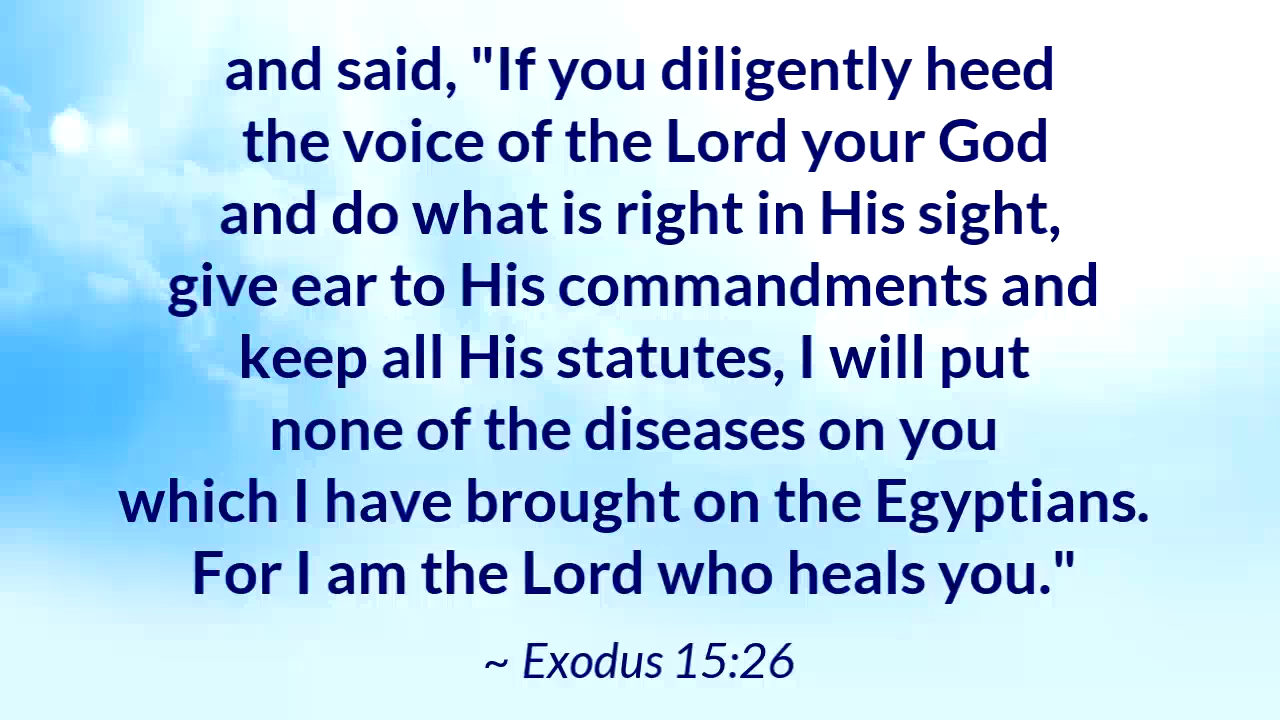 and said, "If you diligently heed
the voice of the Lord your God
and do what is right in His sight,
give ear to His commandments and
keep all His statutes, I will put
none of the diseases on you
which I have brought on the Egyptians.
For I am the Lord who heals you."
~ Exodus 15:26